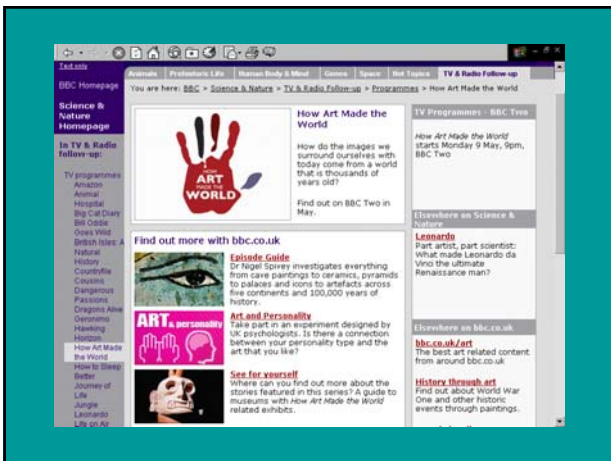 Text only
Animals Prehistoric Life Human Body & Mind Genes Space Hot Topics TV & Radio Follow-up
BBC Homepage
Science &
Nature
Homepage
In TV & Radio
follow-up:
TV programmes
Amazon
Animal
Hospital
Big Cat Diary
Bill Oddie
Goes Wild
British Isles: A
Natural
History
Countryfile
Cousins
Dangerous
Passions
Dragons Alive
Geronimo
Hawking
Horizon
How Art Made
the World
How to Sleep
Better
Journey of
Life
Jungle
Leonardo
Life on Air
You are here: BBC > Science & Nature > TV & Radio Follow-up > Programmes > How Art Made the World
HOW
ART
MADE THE
WORLD
How Art Made the
World
How do the images we
surround ourselves with
today come from a world
that is thousands of
years old?
Find out on BBC Two in
May.
Find out more with bbc.co.uk
Episode Guide
Dr Nigel Spivey investigates everything
from cave paintings to ceramics, pyramids
to palaces and icons to artefacts across
five continents and 100,000 years of
history.
ART & personality
Art and Personality
Take part in an experiment designed by
UK psychologists. Is there a connection
between your personality type and the
art that you like?
See for yourself
Where can you find out more about the
stories featured in this series? A guide to
museums with How Art Made the World
related exhibits.
TV Programmes - BBC Two
How Art Made the World
starts Monday 9 May, 9pm,
BBC Two
Elsewhere on Science &
Nature
Leonardo
Part artist, part scientist:
What made Leonardo da
Vinci the ultimate
Renaissance man?
Elsewhere on bbc.co.uk
bbc.co.uk/art
The best art related content
from around bbc.co.uk
History through art
Find out about World War
One and other historic
events through paintings.